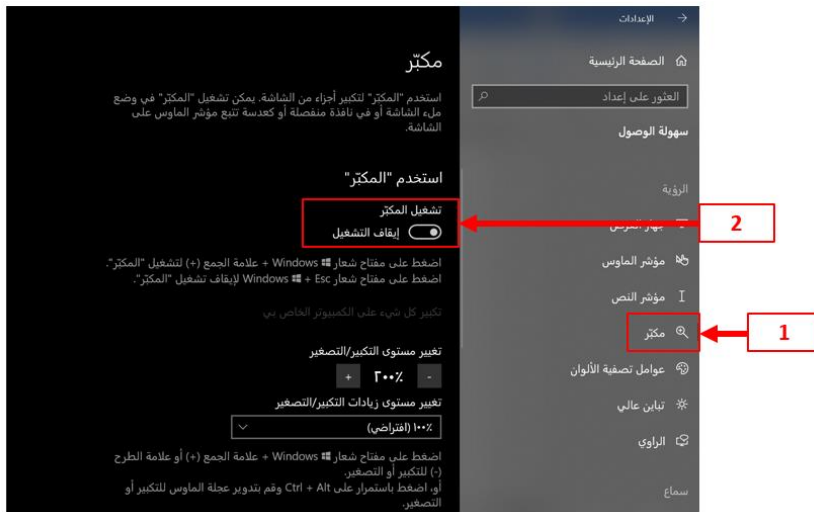 الإعدادات
الصفحة الرئيسية
العثور على إعداد
سهولة الوصول
الرؤية
جهاز العرض
مؤشر الماوس
مؤشر النص
مكبّر
عوامل تصفية الألوان
تباين عالي
الراوي
سماع
1
2
مكبّر
استخدم "المكبّر" لتكبير أجزاء من الشاشة. يمكن تشغيل "المكبّر" في وضع
ملء الشاشة أو في نافذة منفصلة أو كعدسة تتبع مؤشر الماوس على
الشاشة.
استخدم "المكبّر"
تشغيل المكبّر
إيقاف التشغيل
اضغط على مفتاح شعار Windows + علامة الجمع (+) لتشغيل "المكبّر".
اضغط على مفتاح شعار Windows + Esc لإيقاف تشغيل "المكبّر".
تكبير كل شيء على الكمبيوتر الخاص بي
تغيير مستوى التكبير/التصغير
- ٢٠٠٪ +
تغيير مستوى زيادات التكبير/التصغير
١٠٠٪ (افتراضي)
اضغط على مفتاح شعار Windows + علامة الجمع (+) أو علامة الطرح
(-) للتكبير أو التصغير.
أو، اضغط باستمرار على Ctrl + Alt وقم بتدوير عجلة الماوس للتكبير أو
التصغير.